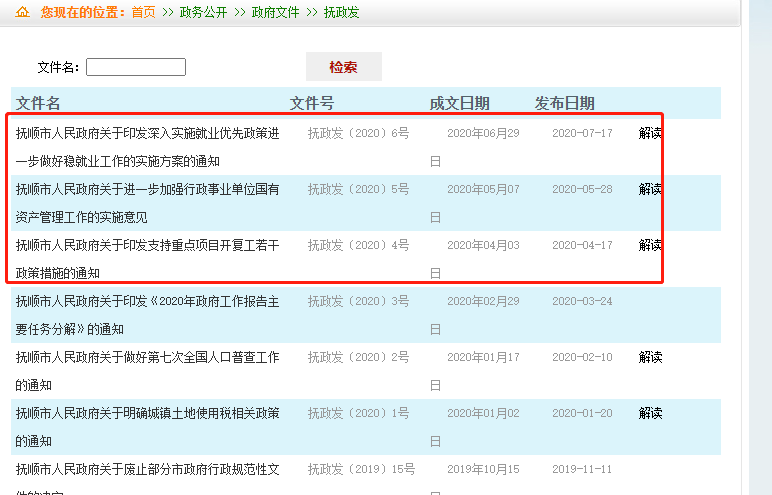 您现在的位置：首页 >> 政务公开 >> 政府文件 >> 抚政发
文件名：
检索
文件名 文件号 成文日期 发布日期
抚顺市人民政府关于印发深入实施就业优先政策进 抚政发〔2020〕6号 2020年06月29 2020-07-17 解读
一步做好稳就业工作的实施方案的通知 日
抚顺市人民政府关于进一步加强行政事业单位国有 抚政发〔2020〕5号 2020年05月07 2020-05-28 解读
资产管理工作的实施意见 日
抚顺市人民政府关于印发支持重点项目开复工若干 抚政发〔2020〕4号 2020年04月03 2020-04-17 解读
政策措施的通知 日
抚顺市人民政府关于印发《2020年政府工作报告主 抚政发〔2020〕3号 2020年02月29 2020-03-24
要任务分解》的通知 日
抚顺市人民政府关于做好第七次全国人口普查工作 抚政发〔2020〕2号 2020年01月17 2020-02-10 解读
的通知 日
抚顺市人民政府关于明确城镇土地使用税相关政策 抚政发〔2020〕1号 2020年01月02 2020-01-20 解读
的通知 日
抚顺市人民政府关于废止部分市政府行政规范性文 抚政发〔2019〕15号 2019年10月15 2019-11-11
件的决定 日